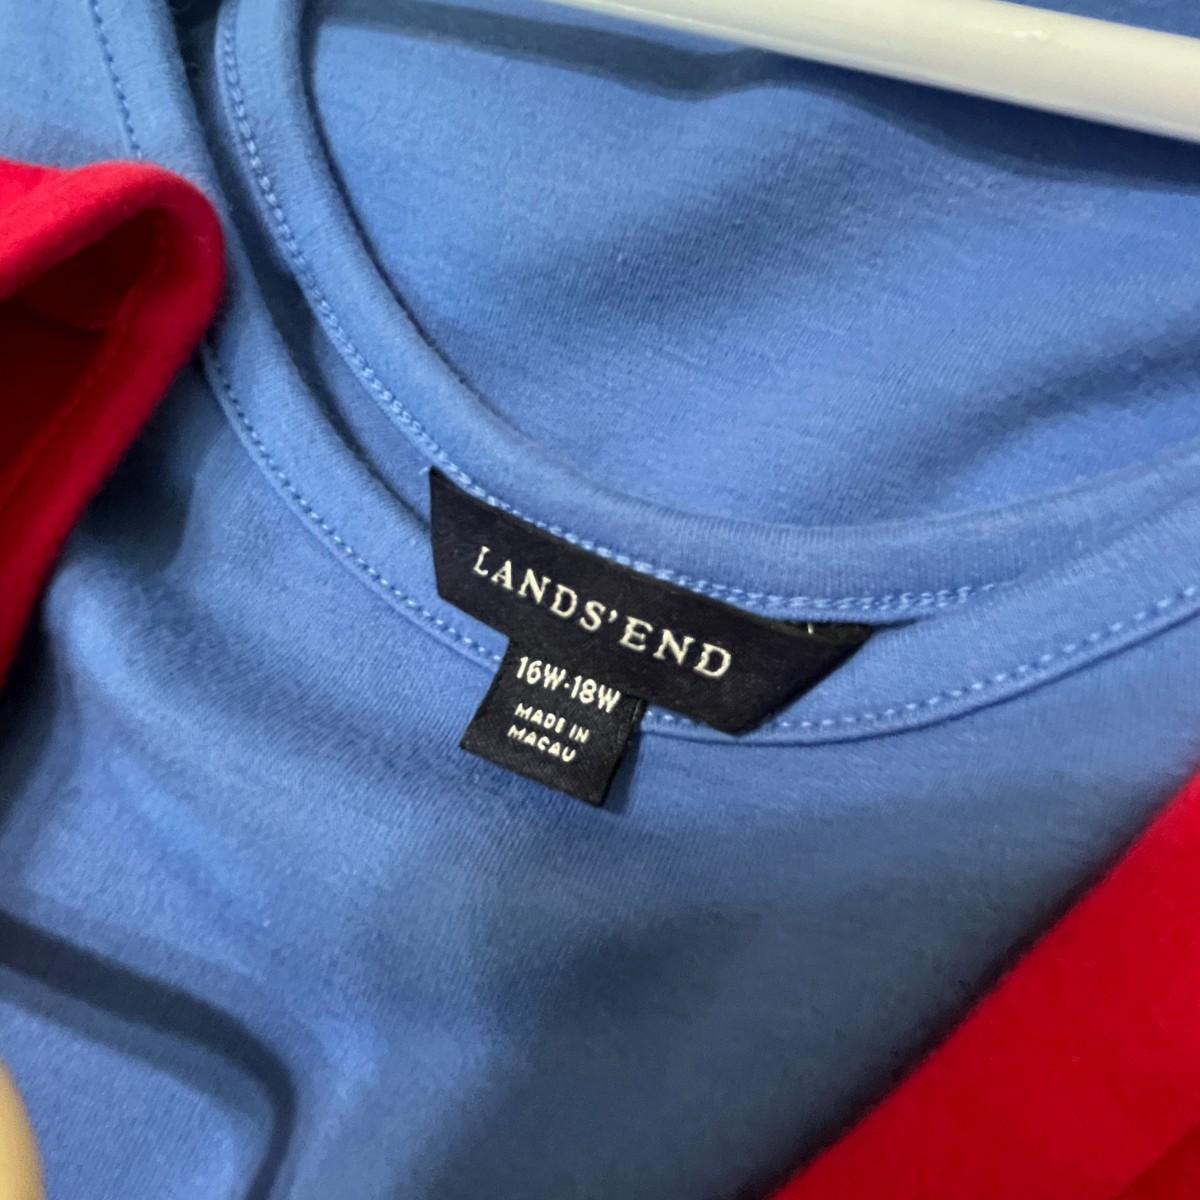 LANDS' END
16W-18W
MADE IN
MACAU